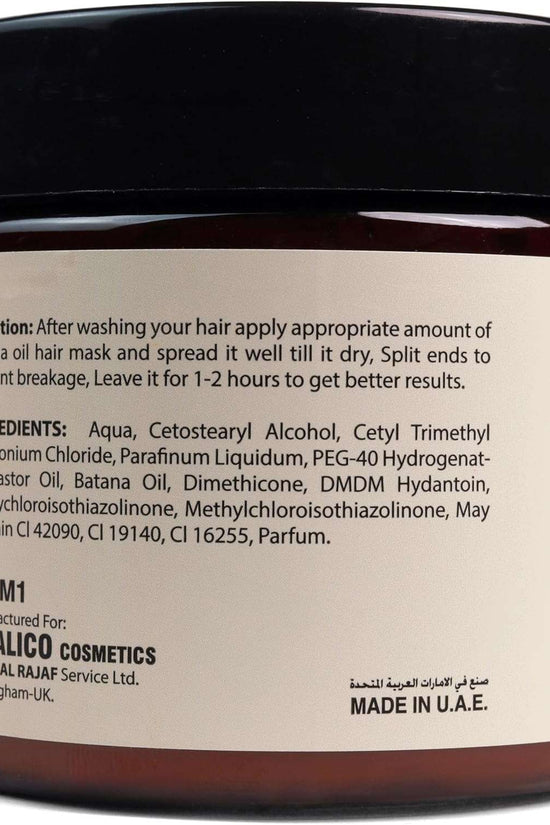 tion: After washing your hair apply appropriate amount of
a oil hair mask and spread it well till it dry, Split ends to
nt breakage, Leave it for 1-2 hours to get better results.
EDIENTS: Aqua, Cetostearyl Alcohol, Cetyl Trimethyl
onium Chloride, Parafinum Liquidum, PEG-40 Hydrogenat-
astor Oil, Batana Oil, Dimethicone, DMDM Hydantoin,
ychloroisothiazolinone, Methylchloroisothiazolinone, May
in Cl 42090, Cl 19140, Cl 16255, Parfum.
M1
actured For:
ALICO COSMETICS
AL RAJAF Service Ltd.
gham-UK.
صنع في الامارات العربية المتحدة
MADE IN U.A.E.